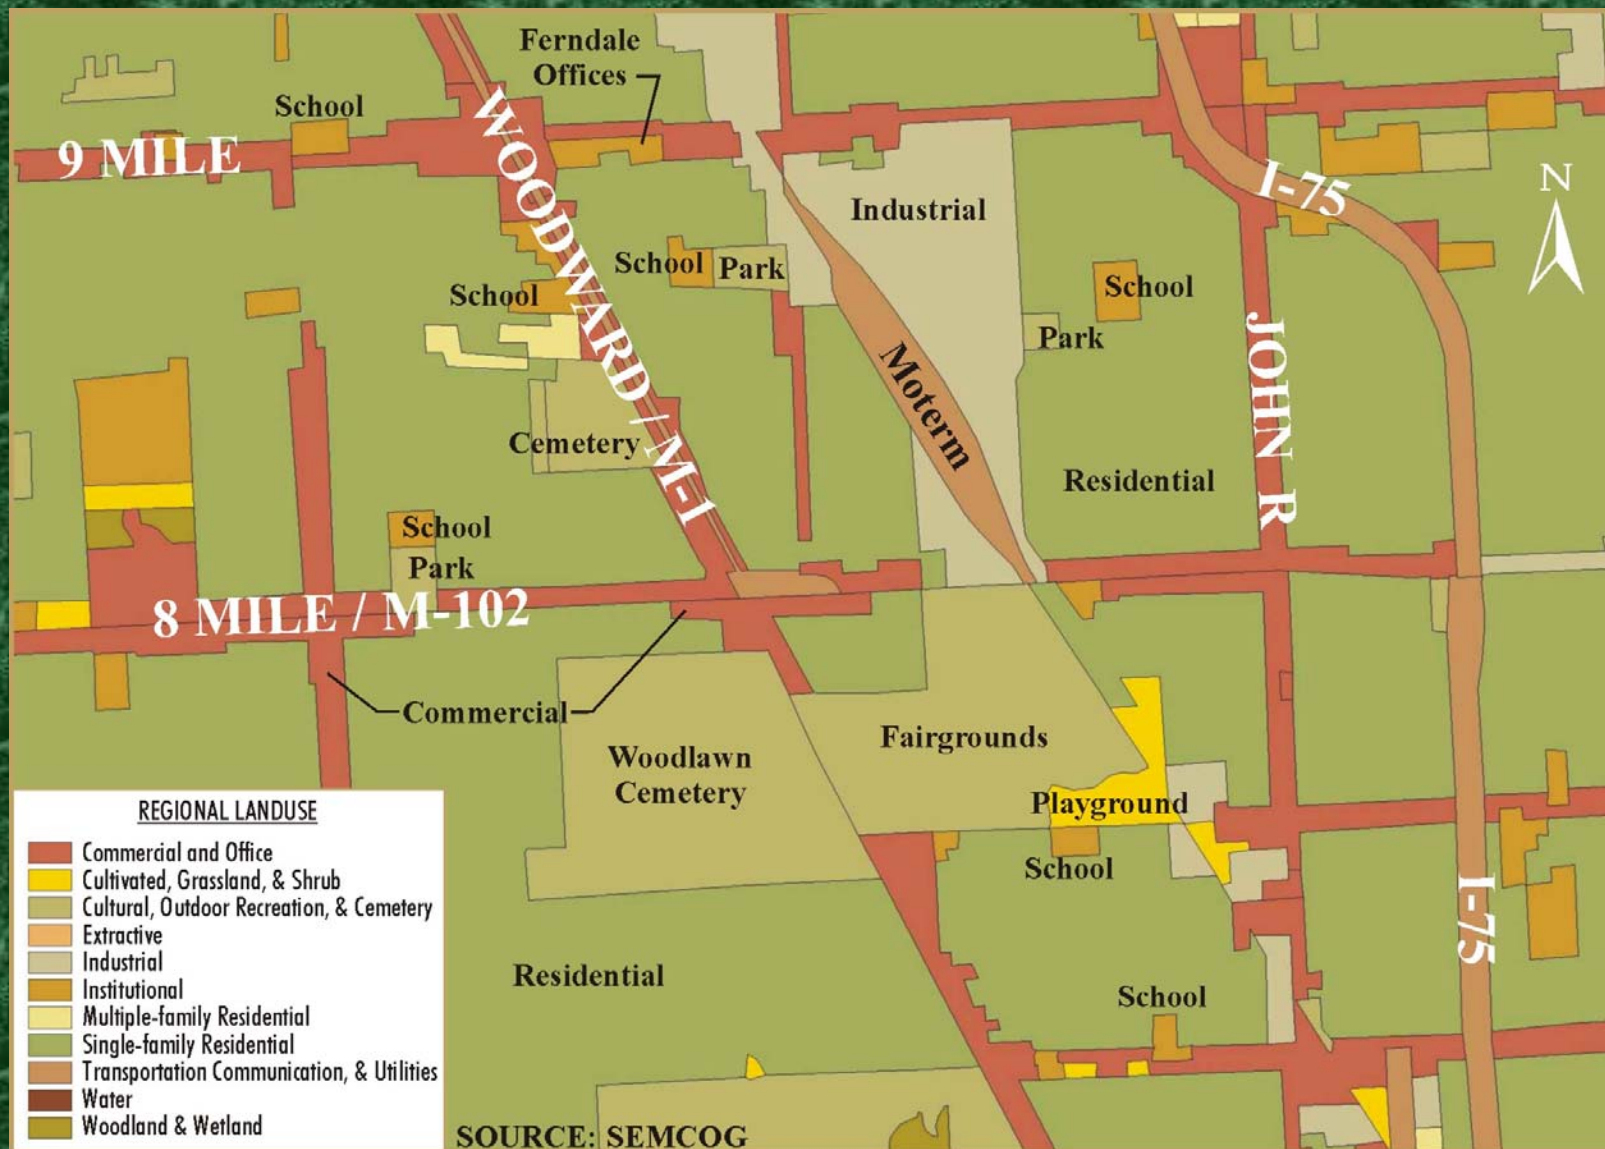 Ferndale
Offices
School
9 MILE
WOODWARD / M-1
I-75
N
Industrial
School
Park
School
School
Park
JOHN R
Moterm
Cemetery
Residential
School
Park
8 MILE / M-102
Commercial
Fairgrounds
Woodlawn
Cemetery
Playground
School
I-75
Residential
School
REGIONAL LANDUSE
Commercial and Office
Cultivated, Grassland, & Shrub
Cultural, Outdoor Recreation, & Cemetery
Extractive
Industrial
Institutional
Multiple-family Residential
Single-family Residential
Transportation Communication, & Utilities
Water
Woodland & Wetland
SOURCE: SEMCOG